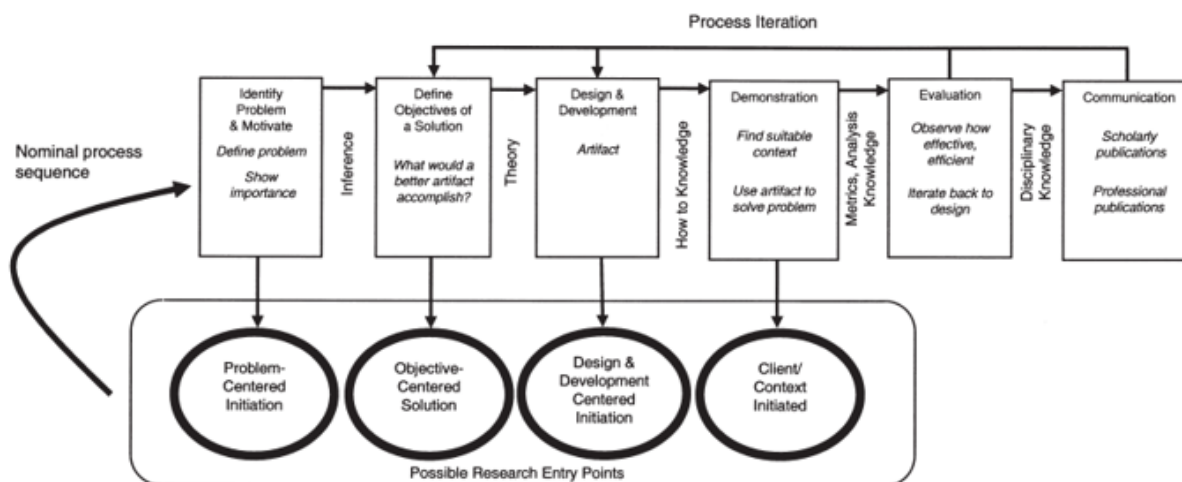 Process Iteration
Nominal process
sequence
Identify
Problem
& Motivate
Define problem
Show
importance
Inference
Define
Objectives of
a Solution
What would a
better artifact
accomplish?
Theory
Design &
Development
Artifact
How to Knowledge
Demonstration
Find suitable
context
Use artifact to
solve problem
Metrics, Analysis
Knowledge
Evaluation
Observe how
effective,
efficient
Iterate back to
design
Disciplinary
Knowledge
Communication
Scholarly
publications
Professional
publications
Problem-
Centered
Initiation
Objective-
Centered
Solution
Design &
Development
Centered
Initiation
Client/
Context
Initiated
Possible Research Entry Points